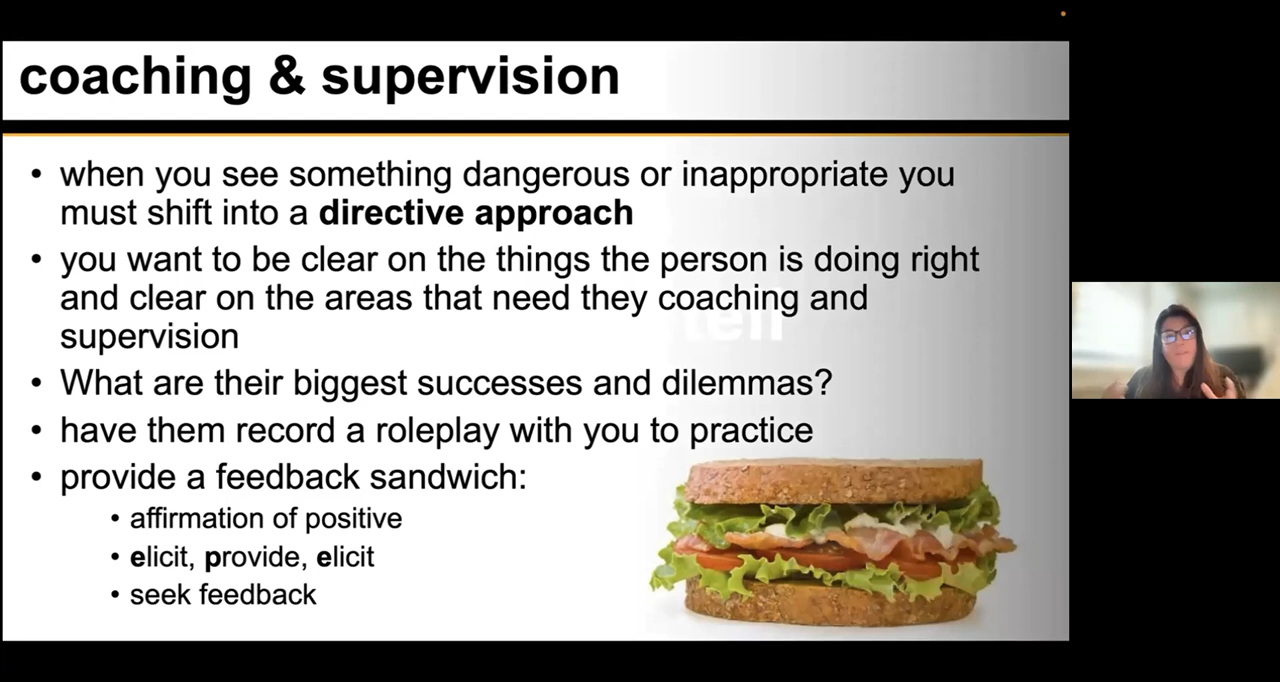 coaching & supervision
• when you see something dangerous or inappropriate you
must shift into a directive approach
• you want to be clear on the things the person is doing right
and clear on the areas that need they coaching and
supervision
tell
• What are their biggest successes and dilemmas?
• have them record a roleplay with you to practice
• provide a feedback sandwich:
• affirmation of positive
• elicit, provide, elicit
• seek feedback